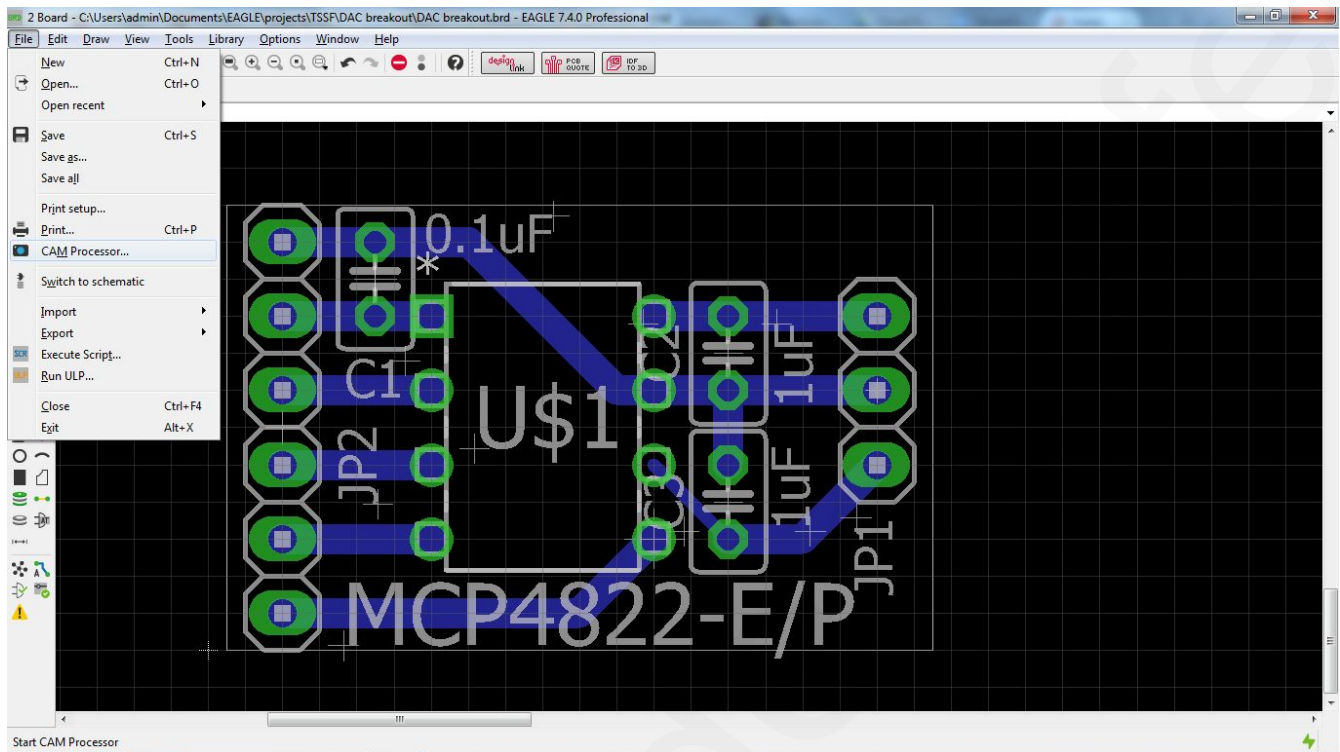 2 Board - C:\Users\admin\Documents\EAGLE\projects\TSSF\DAC breakout\DAC breakout.brd - EAGLE 7.4.0 Professional
File Edit Draw View Tools Library Options Window Help
design link PCB QUOTE IDF TO 3D
New Ctrl+N
Open... Ctrl+O
Open recent
Save Ctrl+S
Save as...
Save all
Print setup...
Print... Ctrl+P
CAM Processor...
Switch to schematic
Import
Export
SCR Execute Script...
ULP Run ULP...
Close Ctrl+F4
Exit Alt+X
0.1uF
*
C1
C2
1uF
U$1
JP2
C3
1uF
JP1
MCP4822-E/P
Start CAM Processor